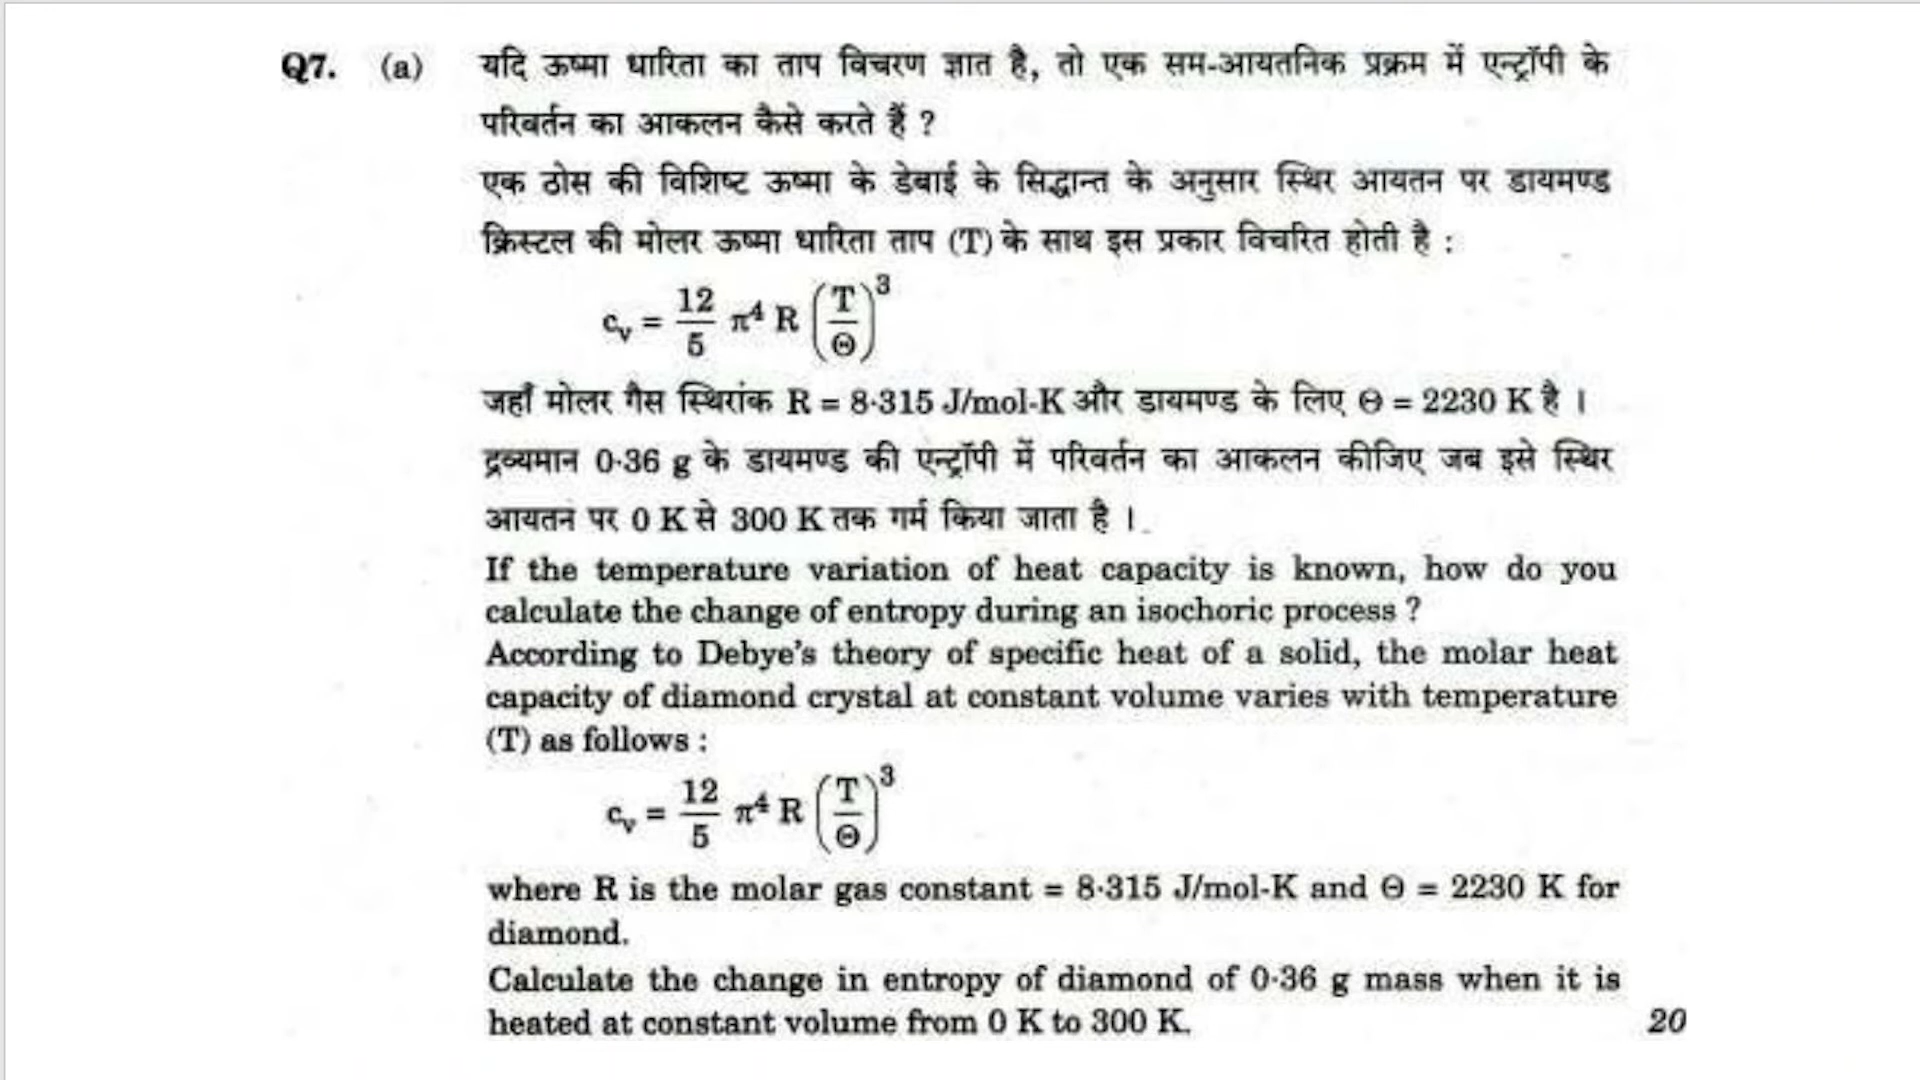 Q7. (a) यदि ऊष्मा धारिता का ताप विचरण ज्ञात है, तो एक सम-आयतनिक प्रक्रम में एन्ट्रॉपी के
परिवर्तन का आकलन कैसे करते हैं ?
एक ठोस की विशिष्ट ऊष्मा के डेबाई के सिद्धान्त के अनुसार स्थिर आयतन पर डायमण्ड
क्रिस्टल की मोलर ऊष्मा धारिता ताप (T) के साथ इस प्रकार विचरित होती है :
c_v = 12/5 π⁴ R (T/Θ)³
जहाँ मोलर गैस स्थिरांक R = 8·315 J/mol-K और डायमण्ड के लिए Θ = 2230 K है ।
द्रव्यमान 0·36 g के डायमण्ड की एन्ट्रॉपी में परिवर्तन का आकलन कीजिए जब इसे स्थिर
आयतन पर 0 K से 300 K तक गर्म किया जाता है ।
If the temperature variation of heat capacity is known, how do you
calculate the change of entropy during an isochoric process ?
According to Debye's theory of specific heat of a solid, the molar heat
capacity of diamond crystal at constant volume varies with temperature
(T) as follows :
c_v = 12/5 π⁴ R (T/Θ)³
where R is the molar gas constant = 8·315 J/mol-K and Θ = 2230 K for
diamond.
Calculate the change in entropy of diamond of 0·36 g mass when it is
heated at constant volume from 0 K to 300 K. 20